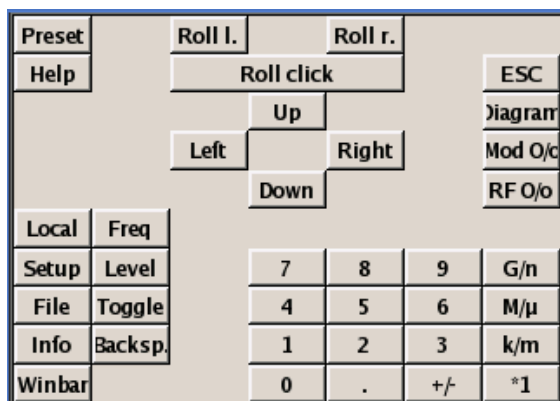 Preset Roll l. Roll r.
Help Roll click ESC
Up Diagram
Left Right Mod O/o
Down RF O/o
Local Freq
Setup Level 7 8 9 G/n
File Toggle 4 5 6 M/µ
Info Backsp. 1 2 3 k/m
Winbar 0 . +/- *1